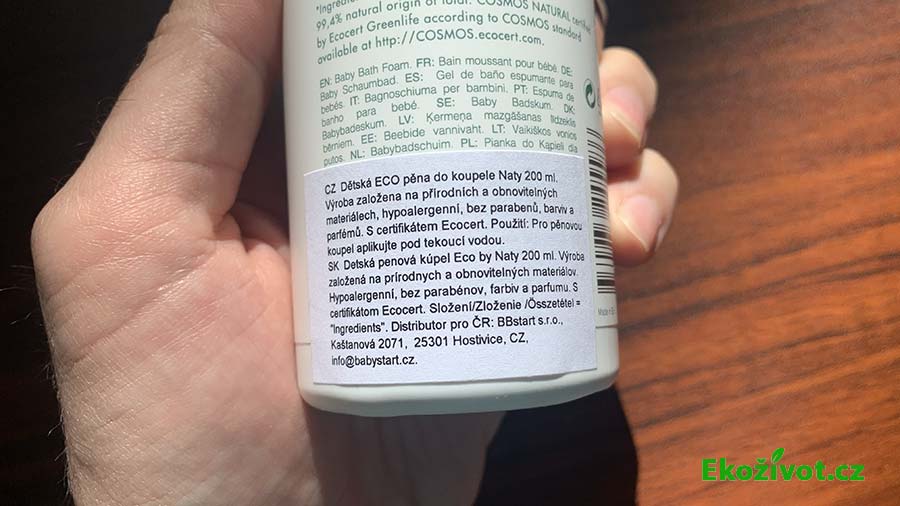 *Ingredients
99,4% natural origin of total. COSMOS NATURAL certified
by Ecocert Greenlife according to COSMOS standard
available at http://COSMOS.ecocert.com.
EN: Baby Bath Foam. FR: Bain moussant pour bébé. DE:
Baby Schaumbad. ES: Gel de baño espumante para
bebés. IT: Bagnoschiuma per bambini. PT: Espuma de
banho para bebé. SE: Baby Badskum. DK:
Babybadeskum. LV: Ķermeņa mazgāšanas līdzeklis
bērniem. EE: Beebide vannivaht. LT: Vaikiškos vonios
putos. NL: Babybadschuim. PL: Pianka do Kąpieli dla
CZ Dětská ECO pěna do koupele Naty 200 ml.
Výroba založena na přírodních a obnovitelných
materiálech, hypoalergenní, bez parabenů, barviv a
parfémů. S certifikátem Ecocert. Použití: Pro pěnovou
koupel aplikujte pod tekoucí vodou.
SK Detská penová kúpel Eco by Naty 200 ml. Výroba
založená na prírodnych a obnovitelných materiálov.
Hypoalergenní, bez parabénov, farbiv a parfumu. S
certifikátom Ecocert. Složení/Zloženie /Összetétel =
"Ingredients". Distributor pro ČR: BBstart s.r.o.,
Kaštanová 2071, 25301 Hostivice, CZ,
info@babystart.cz.
Made in
Ekoživot.cz